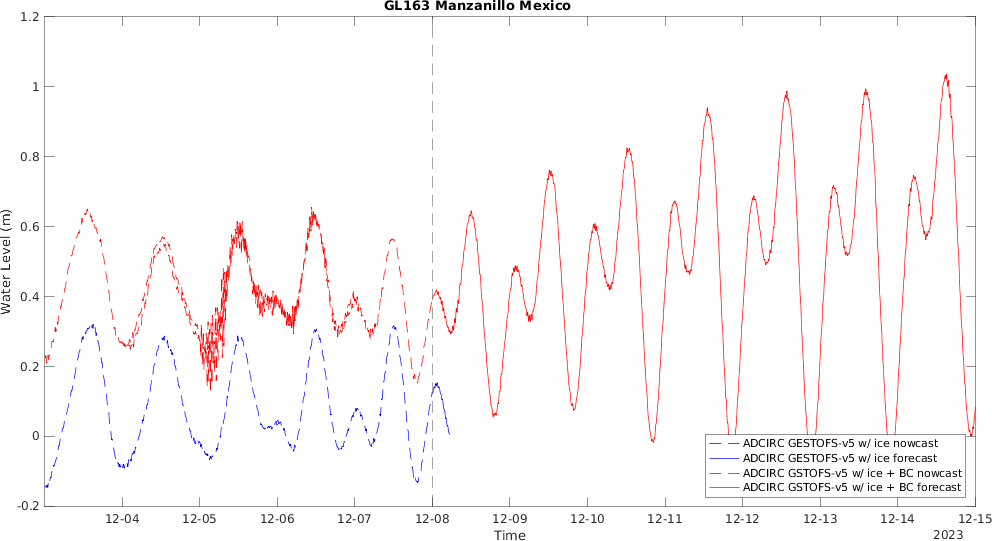 GL163 Manzanillo Mexico
1.2
1
0.8
0.6
0.4
0.2
0
-0.2
Water Level (m)
ADCIRC GESTOFS-v5 w/ ice nowcast
ADCIRC GESTOFS-v5 w/ ice forecast
ADCIRC GSTOFS-v5 w/ ice + BC nowcast
ADCIRC GSTOFS-v5 w/ ice + BC forecast
12-04 12-05 12-06 12-07 12-08 12-09 12-10 12-11 12-12 12-13 12-14 12-15
Time
2023